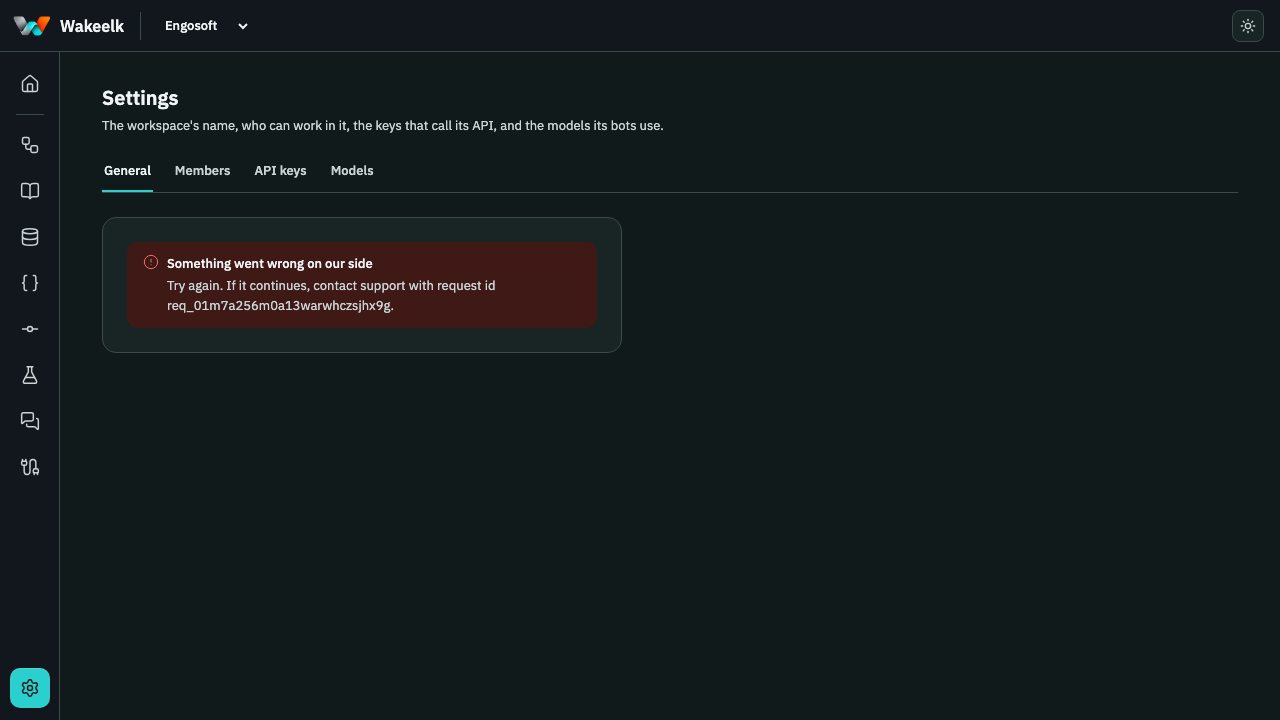 Wakeelk
Engosoft
Settings
The workspace's name, who can work in it, the keys that call its API, and the models its bots use.
General
Members
API keys
Models
Something went wrong on our side
Try again. If it continues, contact support with request id
req_01m7a256m0a13warwhczsjhx9g.